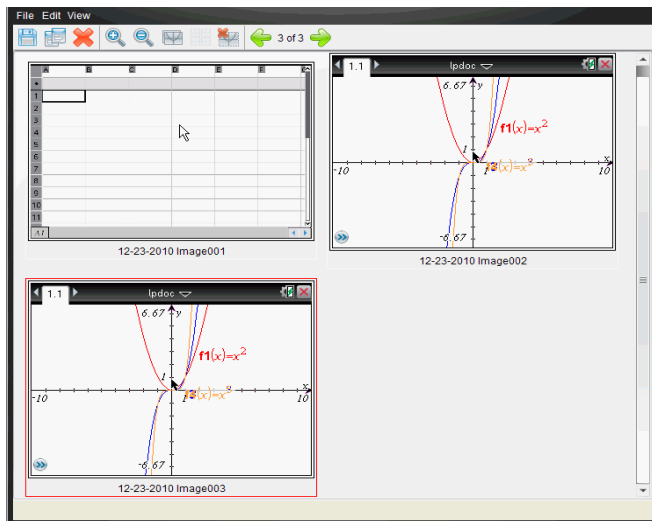 File Edit View
3 of 3
A B C D E F
1
2
3
4
5
6
7
8
9
10
11
A1
12-23-2010 Image001
1.1 lpdoc
6.67 y
f1(x)=x²
1
x
-10 1 10
-6.67
12-23-2010 Image002
1.1 lpdoc
6.67 y
f1(x)=x²
1
x
-10 1 10
-6.67
12-23-2010 Image003